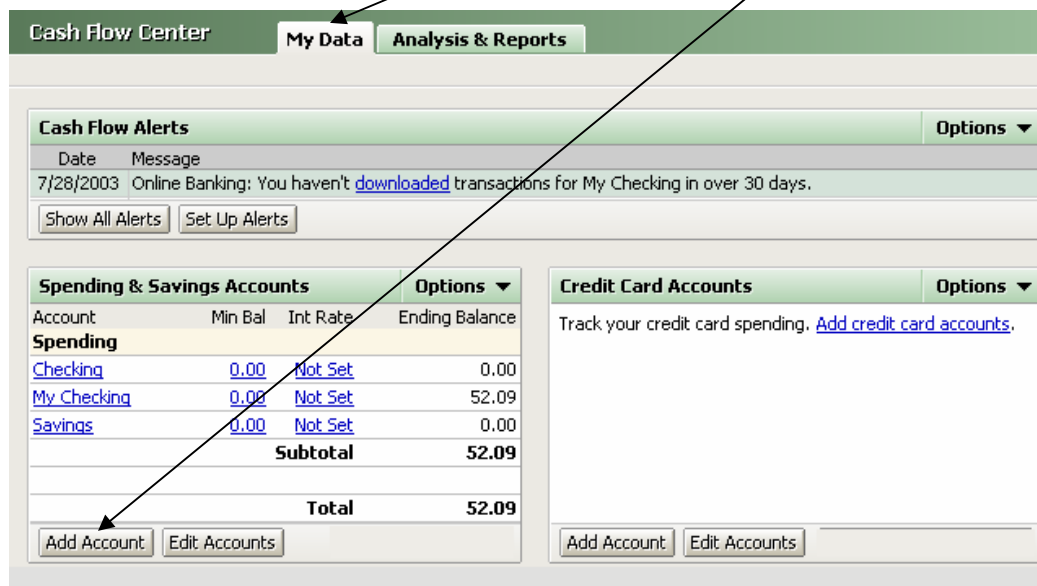 Cash Flow Center My Data Analysis & Reports
Cash Flow Alerts Options
Date Message
7/28/2003 Online Banking: You haven't downloaded transactions for My Checking in over 30 days.
Show All Alerts Set Up Alerts
Spending & Savings Accounts Options
Account Min Bal Int Rate Ending Balance
Spending
Checking 0.00 Not Set 0.00
My Checking 0.00 Not Set 52.09
Savings 0.00 Not Set 0.00
Subtotal 52.09
Total 52.09
Add Account Edit Accounts
Credit Card Accounts Options
Track your credit card spending. Add credit card accounts.
Add Account Edit Accounts